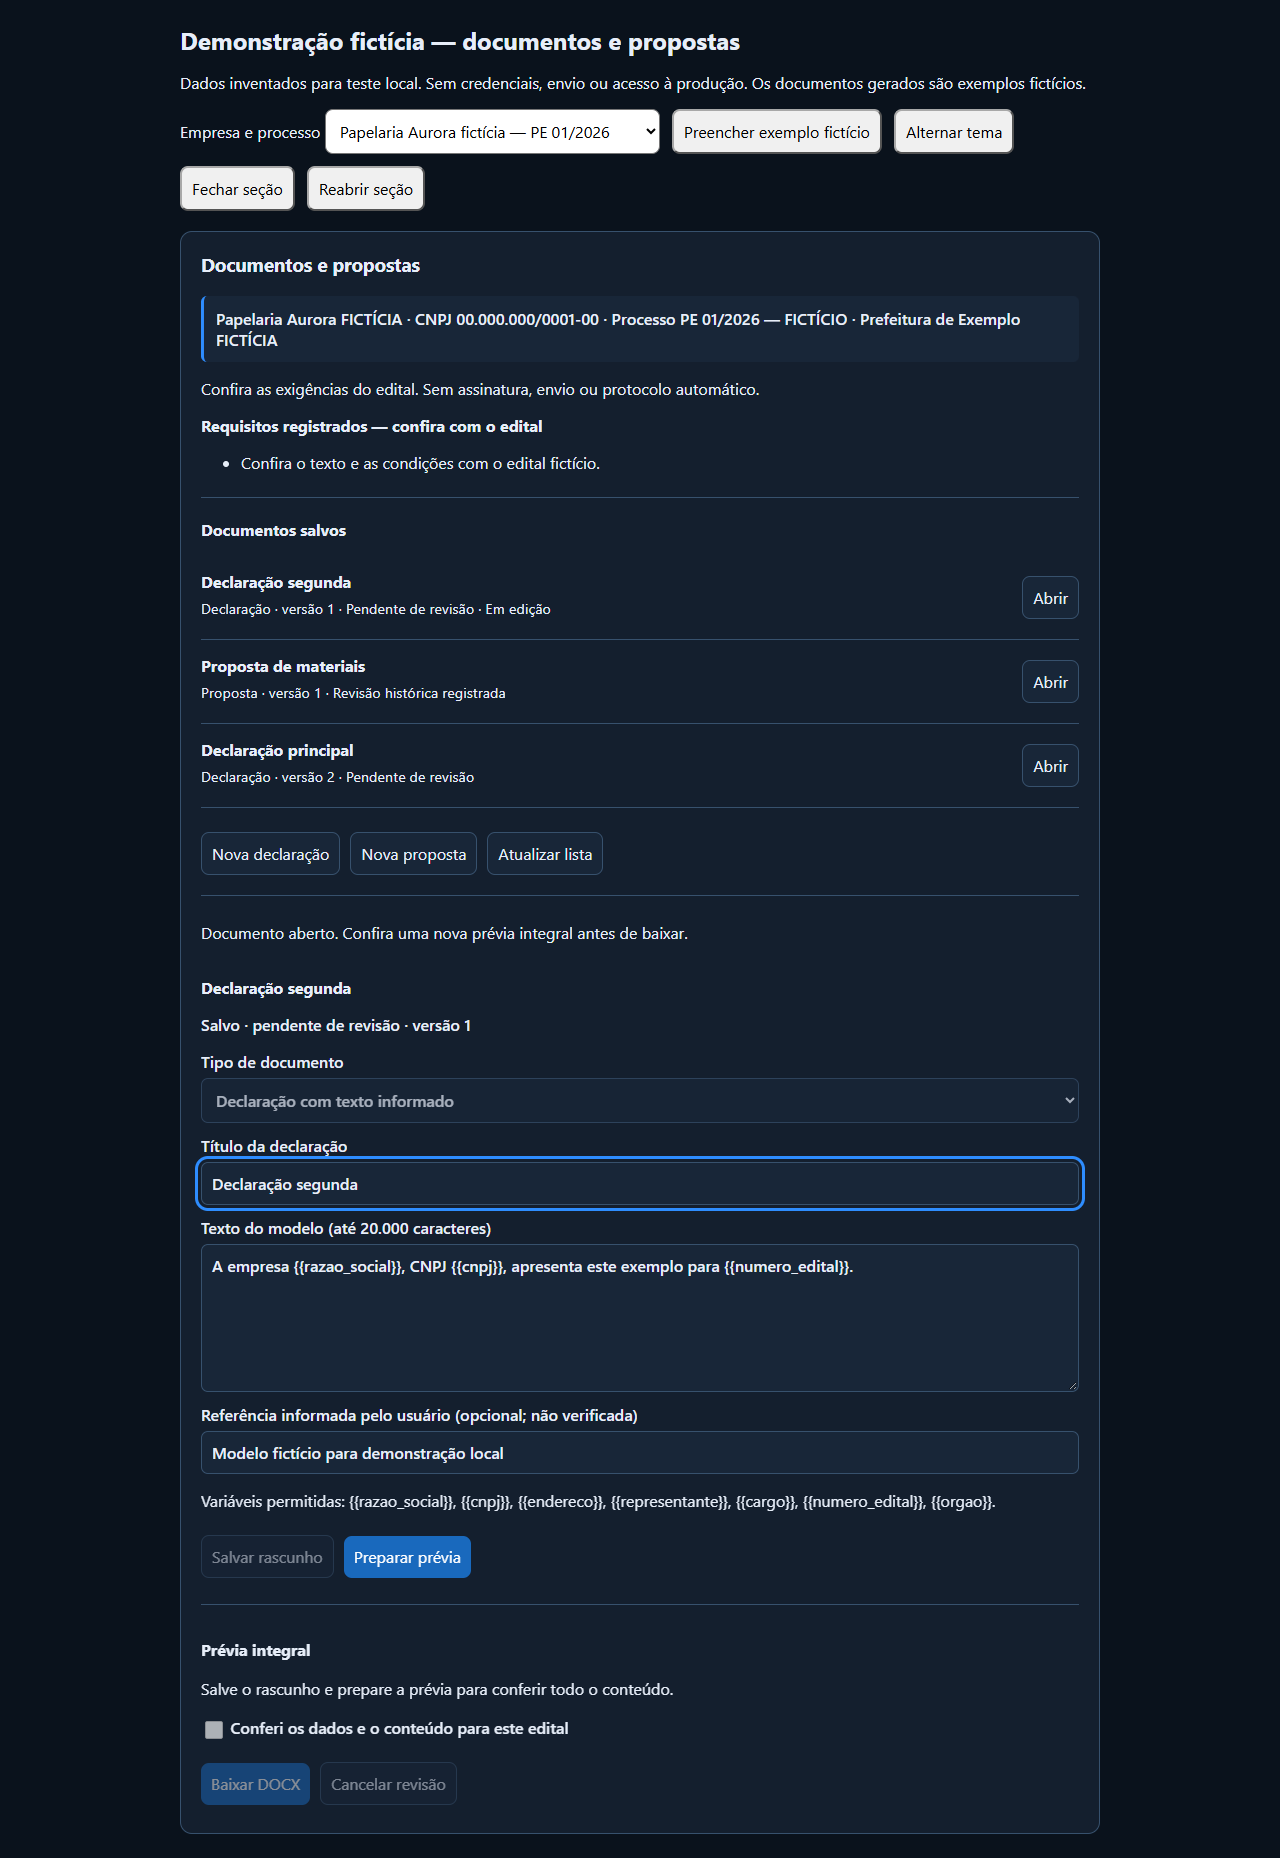 Demonstração fictícia — documentos e propostas
Dados inventados para teste local. Sem credenciais, envio ou acesso à produção. Os documentos gerados são exemplos fictícios.
Empresa e processo Papelaria Aurora fictícia — PE 01/2026 Preencher exemplo fictício Alternar tema
Fechar seção Reabrir seção
Documentos e propostas
Papelaria Aurora FICTÍCIA · CNPJ 00.000.000/0001-00 · Processo PE 01/2026 — FICTÍCIO · Prefeitura de Exemplo
FICTÍCIA
Confira as exigências do edital. Sem assinatura, envio ou protocolo automático.
Requisitos registrados — confira com o edital
• Confira o texto e as condições com o edital fictício.
Documentos salvos
Declaração segunda
Declaração · versão 1 · Pendente de revisão · Em edição
Abrir
Proposta de materiais
Proposta · versão 1 · Revisão histórica registrada
Abrir
Declaração principal
Declaração · versão 2 · Pendente de revisão
Abrir
Nova declaração Nova proposta Atualizar lista
Documento aberto. Confira uma nova prévia integral antes de baixar.
Declaração segunda
Salvo · pendente de revisão · versão 1
Tipo de documento
Declaração com texto informado
Título da declaração
Declaração segunda
Texto do modelo (até 20.000 caracteres)
A empresa {{razao_social}}, CNPJ {{cnpj}}, apresenta este exemplo para {{numero_edital}}.
Referência informada pelo usuário (opcional; não verificada)
Modelo fictício para demonstração local
Variáveis permitidas: {{razao_social}}, {{cnpj}}, {{endereco}}, {{representante}}, {{cargo}}, {{numero_edital}}, {{orgao}}.
Salvar rascunho Preparar prévia
Prévia integral
Salve o rascunho e prepare a prévia para conferir todo o conteúdo.
Conferi os dados e o conteúdo para este edital
Baixar DOCX Cancelar revisão